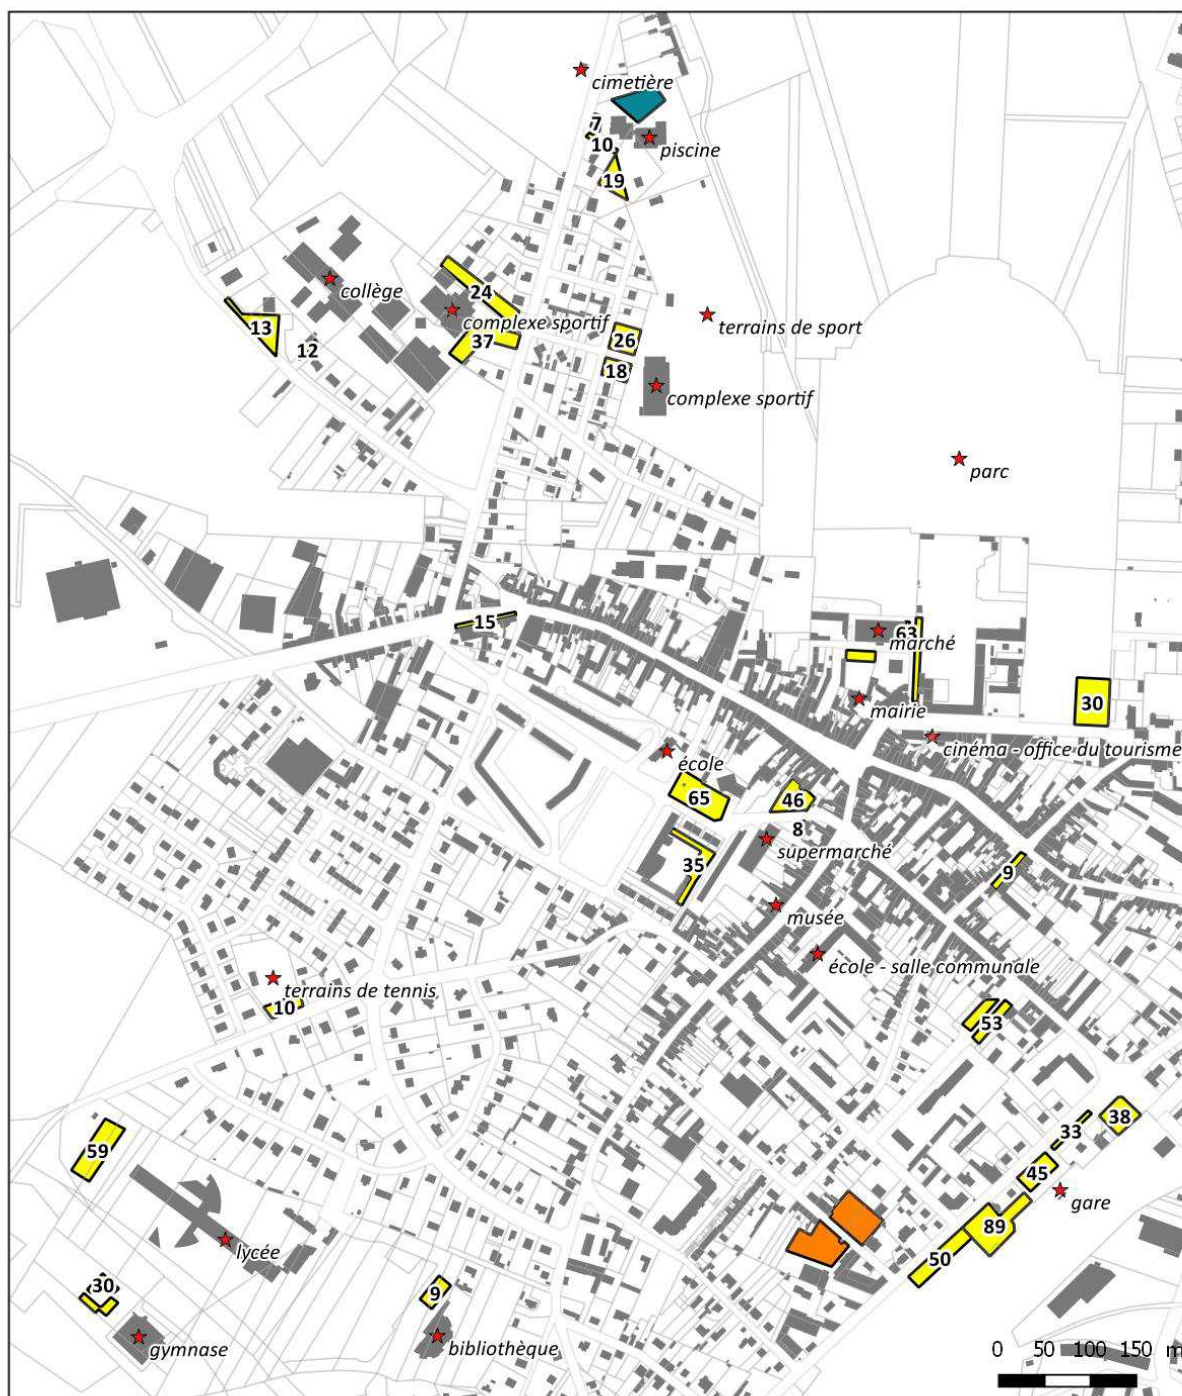 cimetière
7
10
piscine
19
collège
24
complexe sportif
13
12
37
terrains de sport
26
18
complexe sportif
parc
15
63
marché
30
mairie
cinéma - office du tourisme
école
65
46
8
supermarché
35
9
musée
école - salle communale
terrains de tennis
10
53
38
33
59
45
gare
89
lycée
50
30
9
gymnase
bibliothèque
0 50 100 150 m